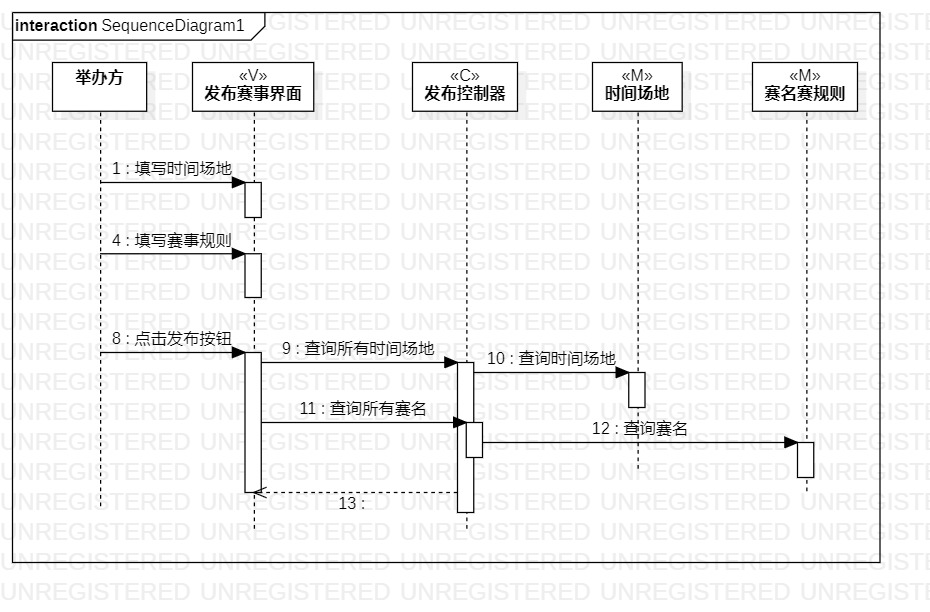 interaction SequenceDiagram1
举办方
«V»
发布赛事界面
«C»
发布控制器
«M»
时间场地
«M»
赛名赛规则
1 : 填写时间场地
4 : 填写赛事规则
8 : 点击发布按钮
9 : 查询所有时间场地
10 : 查询时间场地
11 : 查询所有赛名
12 : 查询赛名
13 :
UNREGISTERED